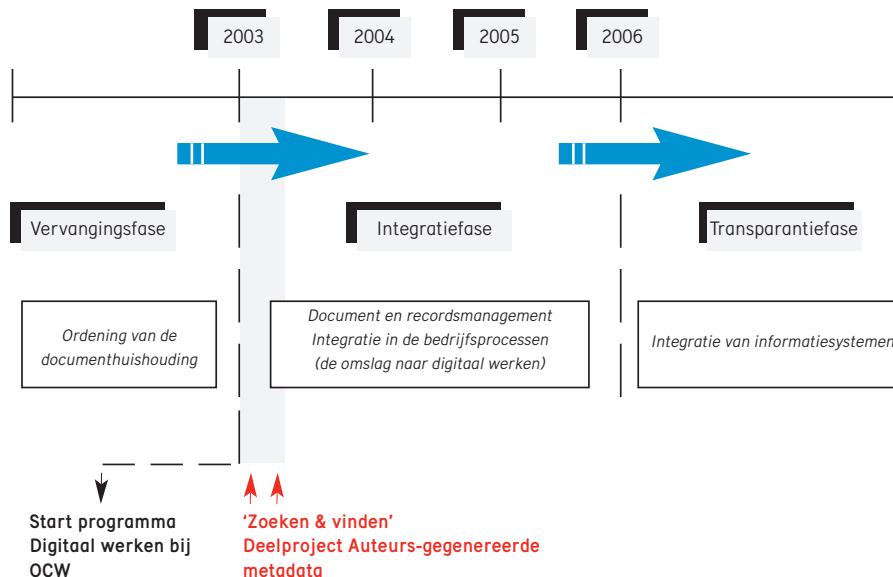 2003
2004
2005
2006
Vervangingsfase
Integratiefase
Transparantiefase
Ordening van de
documenthuishouding
Document en recordsmanagement
Integratie in de bedrijfsprocessen
(de omslag naar digitaal werken)
Integratie van informatiesystemen
Start programma
Digitaal werken bij
OCW
‘Zoeken & vinden’
Deelproject Auteurs-gegenereerde
metadata